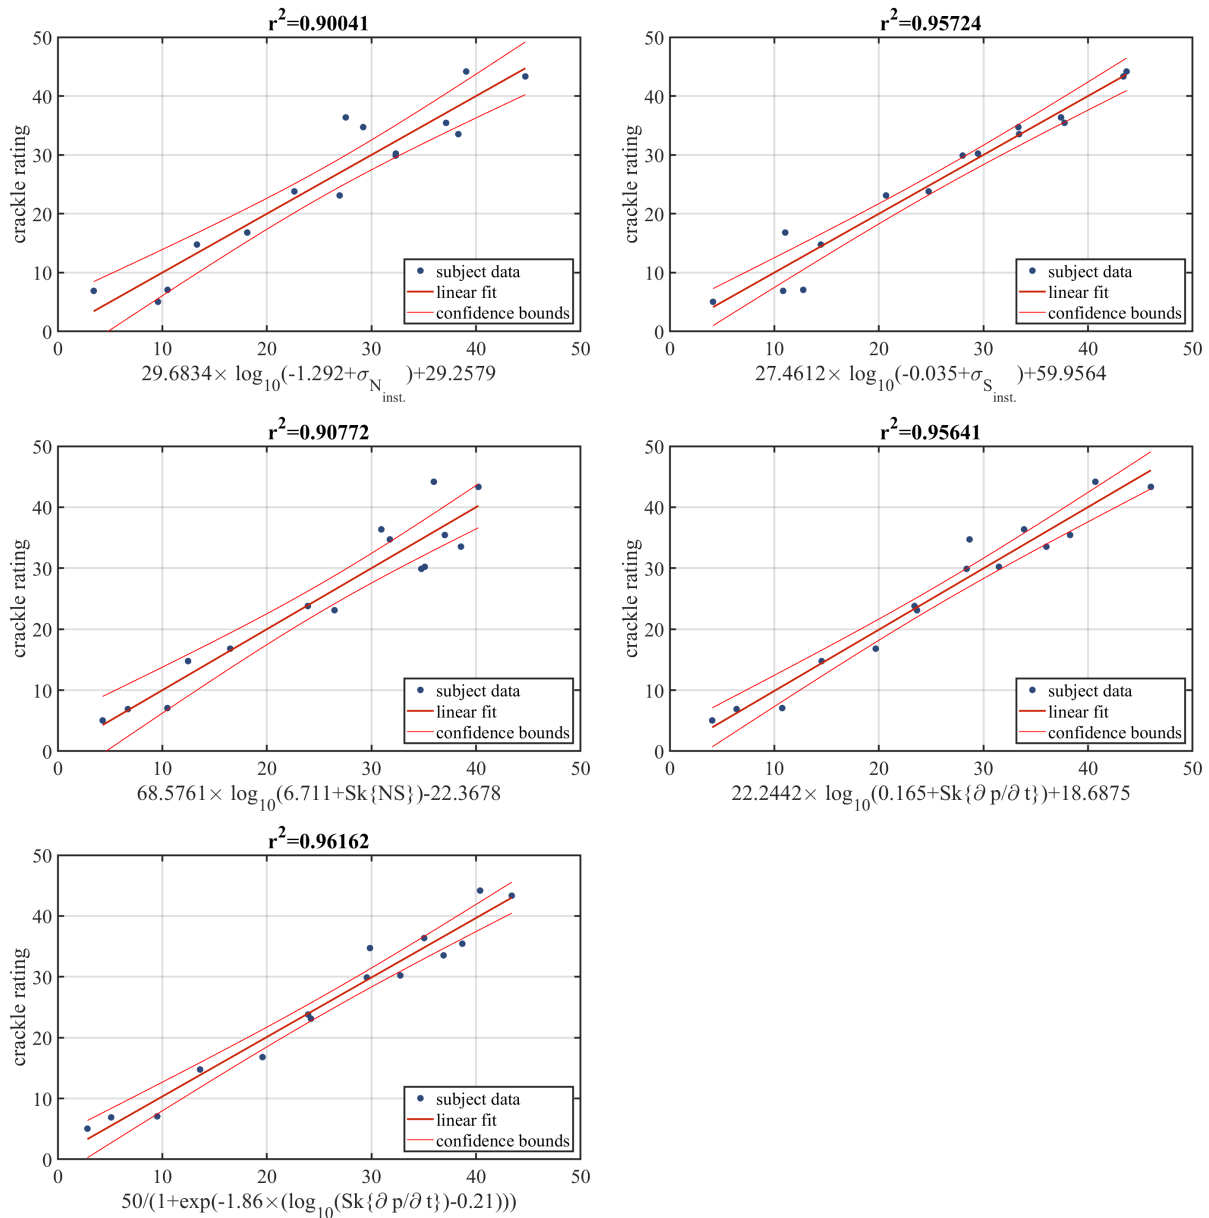 r2=0.90041
50
40
30
20
10
0
crackle rating
subject data
linear fit
confidence bounds
0 10 20 30 40 50
29.6834× log10(-1.292+σN inst. )+29.2579
r2=0.95724
50
40
30
20
10
0
crackle rating
subject data
linear fit
confidence bounds
0 10 20 30 40 50
27.4612× log10(-0.035+σS inst. )+59.9564
r2=0.90772
50
40
30
20
10
0
crackle rating
subject data
linear fit
confidence bounds
0 10 20 30 40 50
68.5761× log10(6.711+Sk{NS})-22.3678
r2=0.95641
50
40
30
20
10
0
crackle rating
subject data
linear fit
confidence bounds
0 10 20 30 40 50
22.2442× log10(0.165+Sk{∂ p/∂ t})+18.6875
r2=0.96162
50
40
30
20
10
0
crackle rating
subject data
linear fit
confidence bounds
0 10 20 30 40 50
50/(1+exp(-1.86×(log10(Sk{∂ p/∂ t})-0.21)))